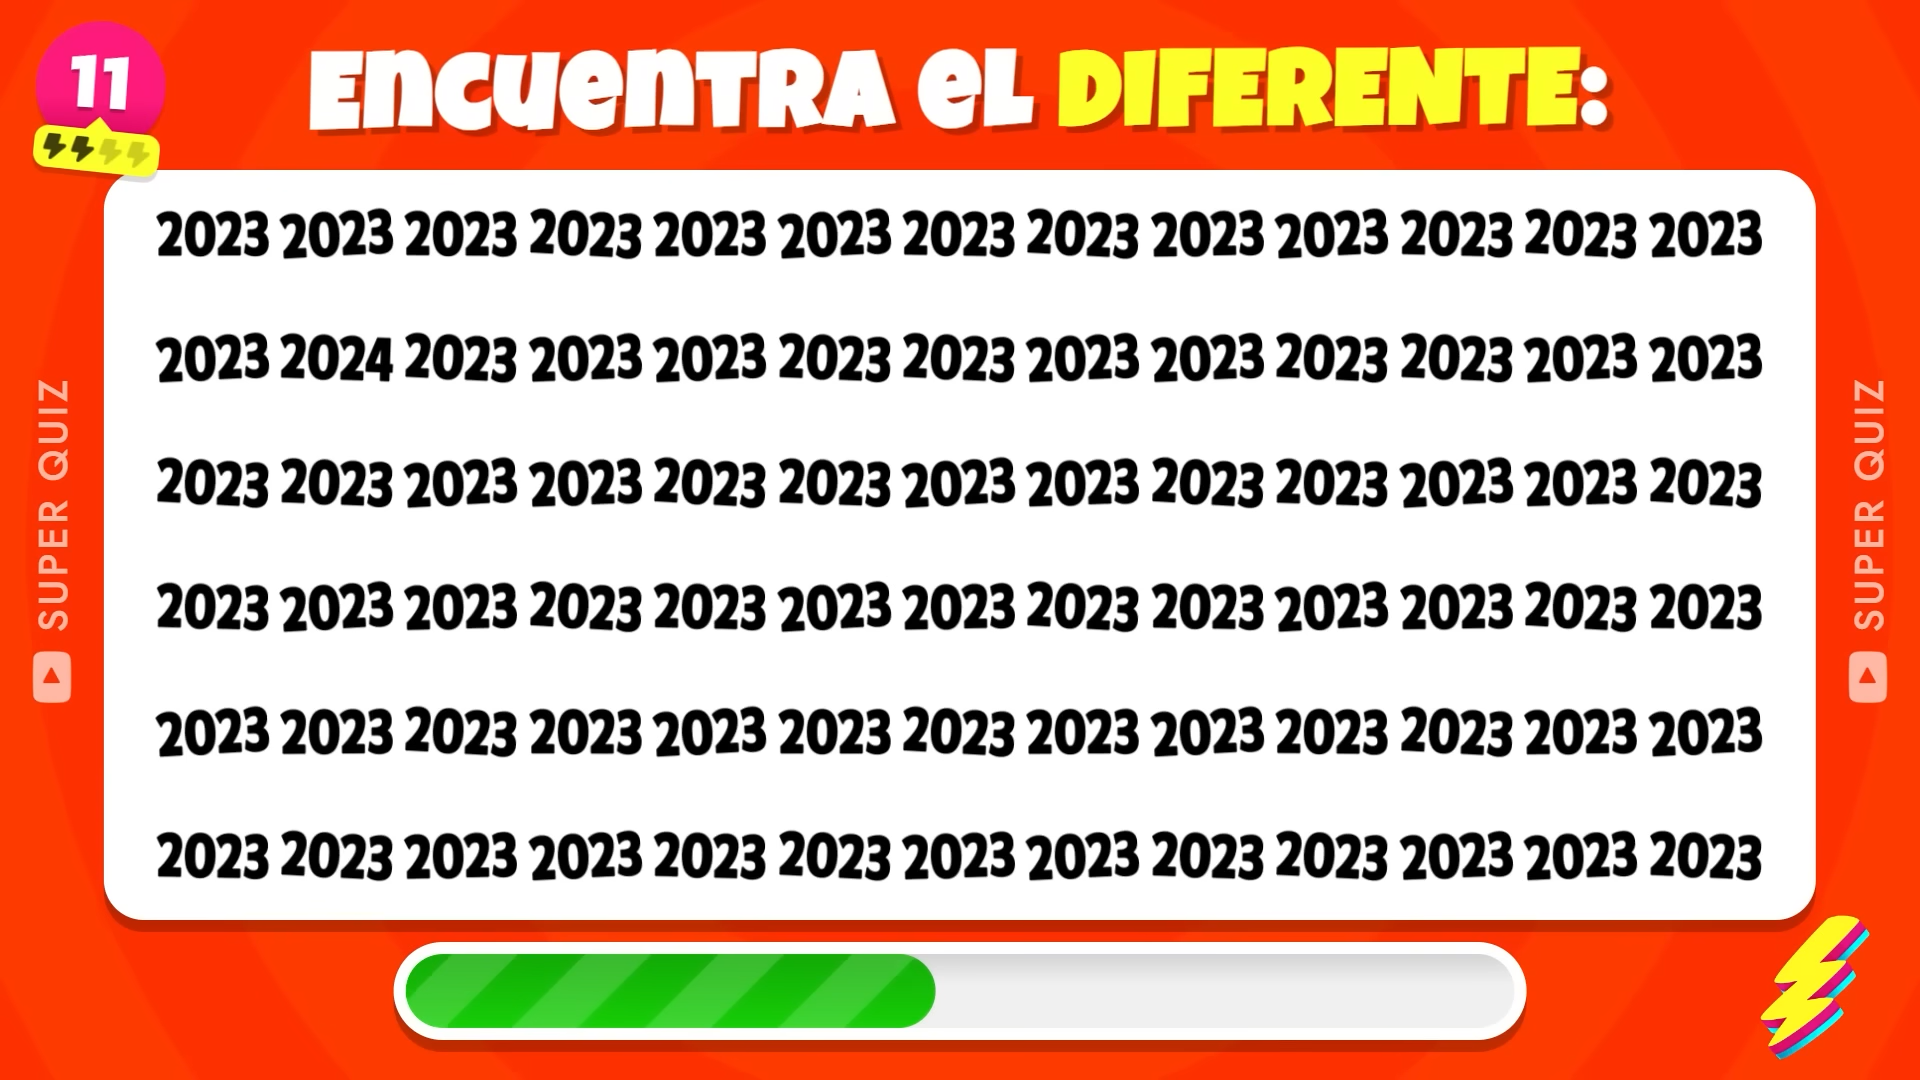 11
Encuentra el DIFERENTE:
2023 2023 2023 2023 2023 2023 2023 2023 2023 2023 2023 2023 2023
2023 2024 2023 2023 2023 2023 2023 2023 2023 2023 2023 2023 2023
2023 2023 2023 2023 2023 2023 2023 2023 2023 2023 2023 2023 2023
2023 2023 2023 2023 2023 2023 2023 2023 2023 2023 2023 2023 2023
2023 2023 2023 2023 2023 2023 2023 2023 2023 2023 2023 2023 2023
2023 2023 2023 2023 2023 2023 2023 2023 2023 2023 2023 2023 2023
SUPER QUIZ
SUPER QUIZ